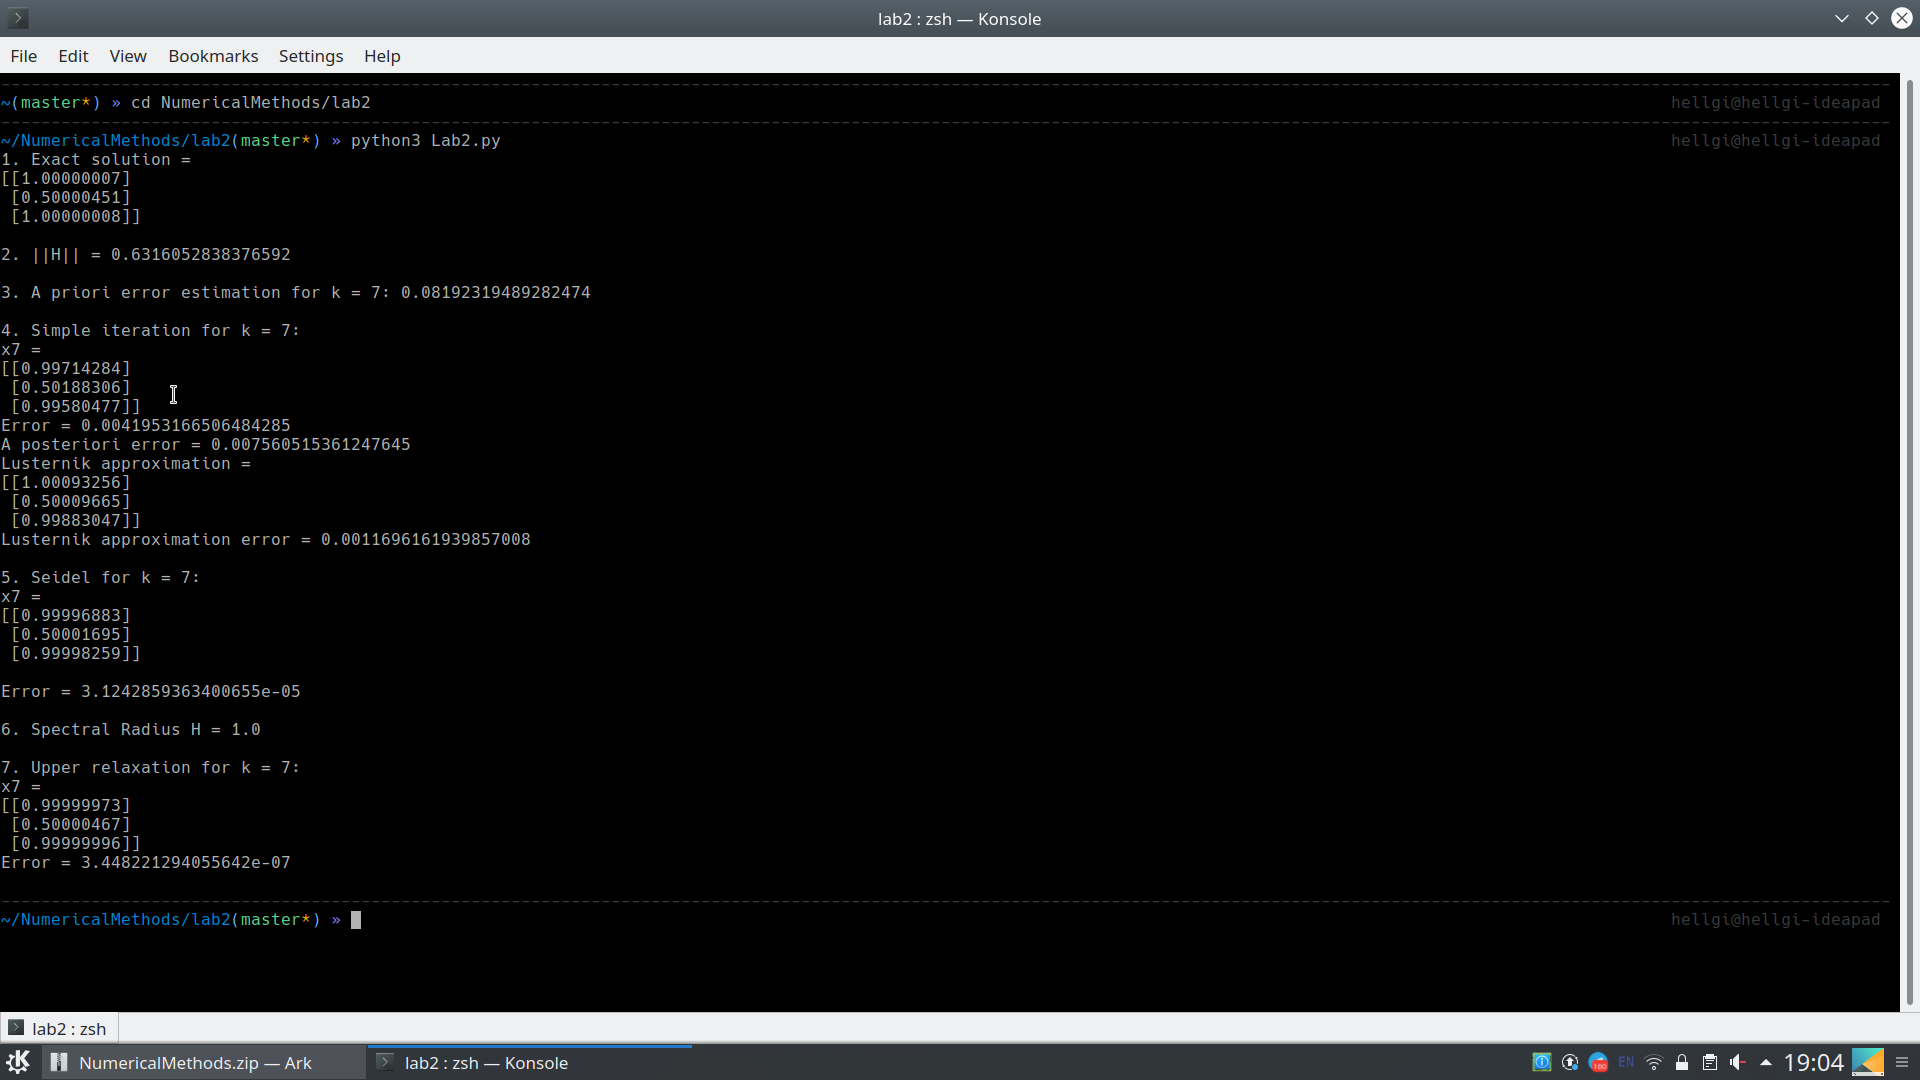 lab2 : zsh — Konsole
File Edit View Bookmarks Settings Help
~(master*) » cd NumericalMethods/lab2 hellgi@hellgi-ideapad
~/NumericalMethods/lab2(master*) » python3 Lab2.py hellgi@hellgi-ideapad
1. Exact solution =
[[1.00000007]
[0.50000451]
[1.00000008]]
2. ||H|| = 0.6316052838376592
3. A priori error estimation for k = 7: 0.08192319489282474
4. Simple iteration for k = 7:
x7 =
[[0.99714284]
[0.50188306]
[0.99580477]]
Error = 0.0041953166506484285
A posteriori error = 0.007560515361247645
Lusternik approximation =
[[1.00093256]
[0.50009665]
[0.99883047]]
Lusternik approximation error = 0.0011696161939857008
5. Seidel for k = 7:
x7 =
[[0.99996883]
[0.50001695]
[0.99998259]]
Error = 3.1242859363400655e-05
6. Spectral Radius H = 1.0
7. Upper relaxation for k = 7:
x7 =
[[0.99999973]
[0.50000467]
[0.99999996]]
Error = 3.448221294055642e-07
~/NumericalMethods/lab2(master*) » hellgi@hellgi-ideapad
lab2 : zsh
NumericalMethods.zip — Ark lab2 : zsh — Konsole EN 19:04